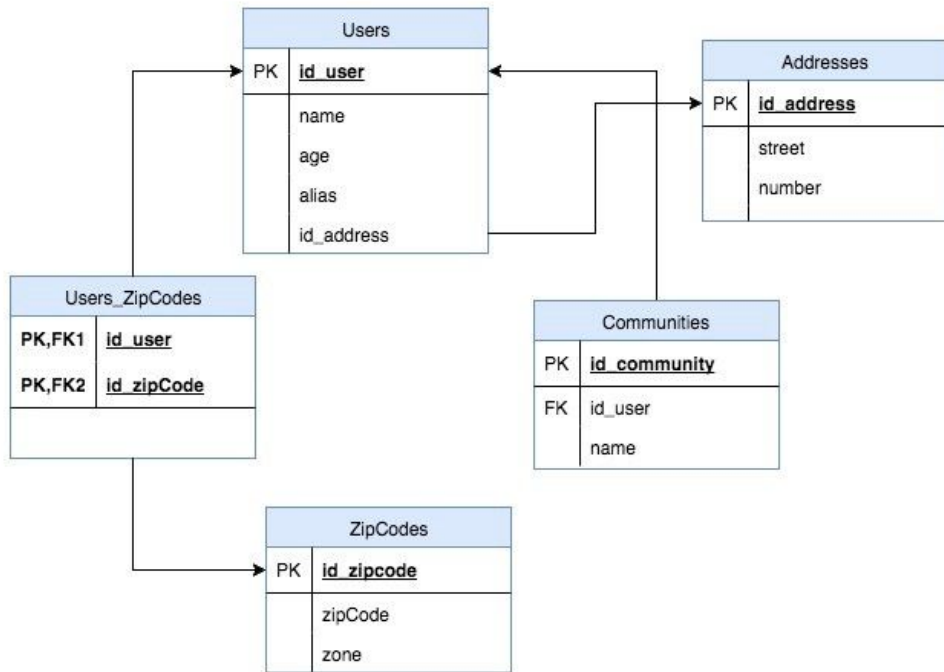 Users
PK id_user
name
age
alias
id_address
Addresses
PK id_address
street
number
Users_ZipCodes
PK,FK1 id_user
PK,FK2 id_zipCode
Communities
PK id_community
FK id_user
name
ZipCodes
PK id_zipcode
zipCode
zone